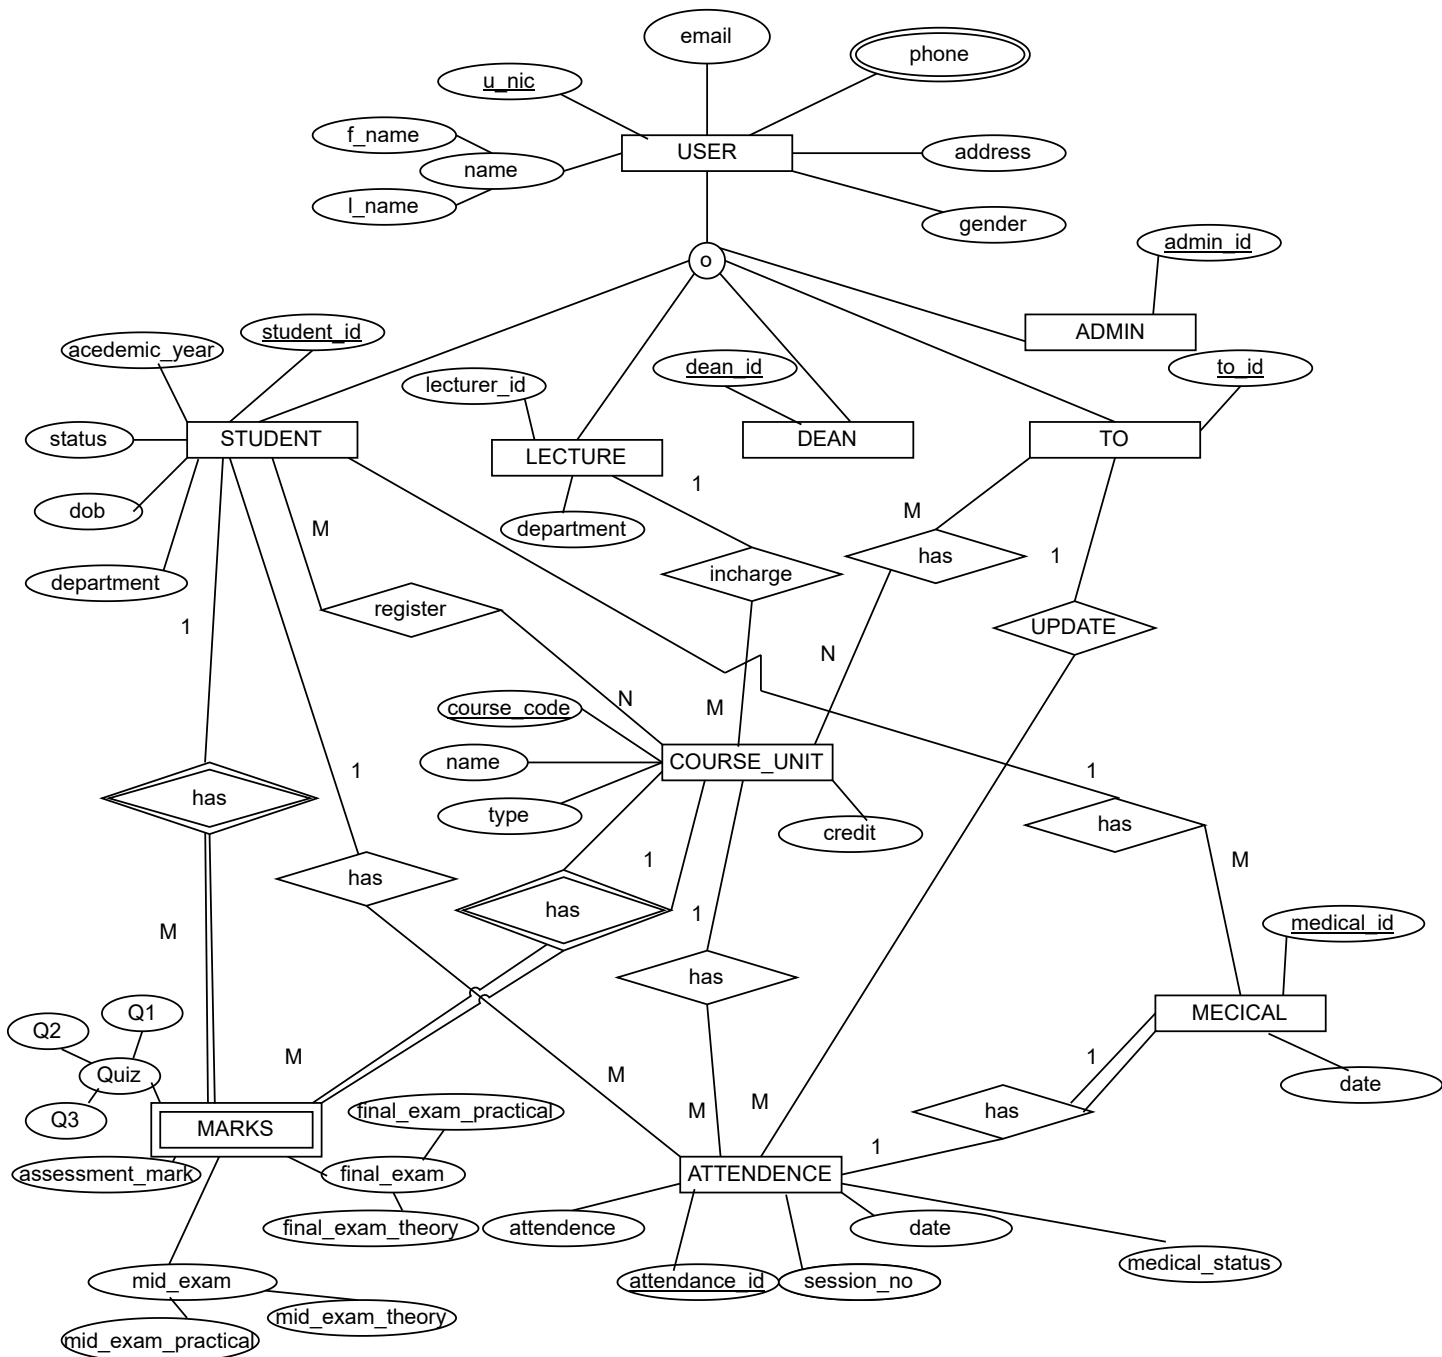 email
phone
u_nic
f_name
USER
address
name
l_name
gender
admin_id
o
ADMIN
student_id
acedemic_year
dean_id
to_id
lecturer_id
status
STUDENT
DEAN
TO
LECTURE
1
dob
M
M
department
has
1
incharge
department
register
1
UPDATE
N
N
course_code
M
name
COURSE_UNIT
1
1
has
type
has
credit
1
M
has
has
1
medical_id
M
has
Q1
MECICAL
Q2
M
1
Quiz
M
date
M
M
has
Q3
final_exam_practical
MARKS
1
assessment_mark
final_exam
ATTENDENCE
final_exam_theory
attendence
date
medical_status
mid_exam
attendance_id
session_no
mid_exam_theory
mid_exam_practical